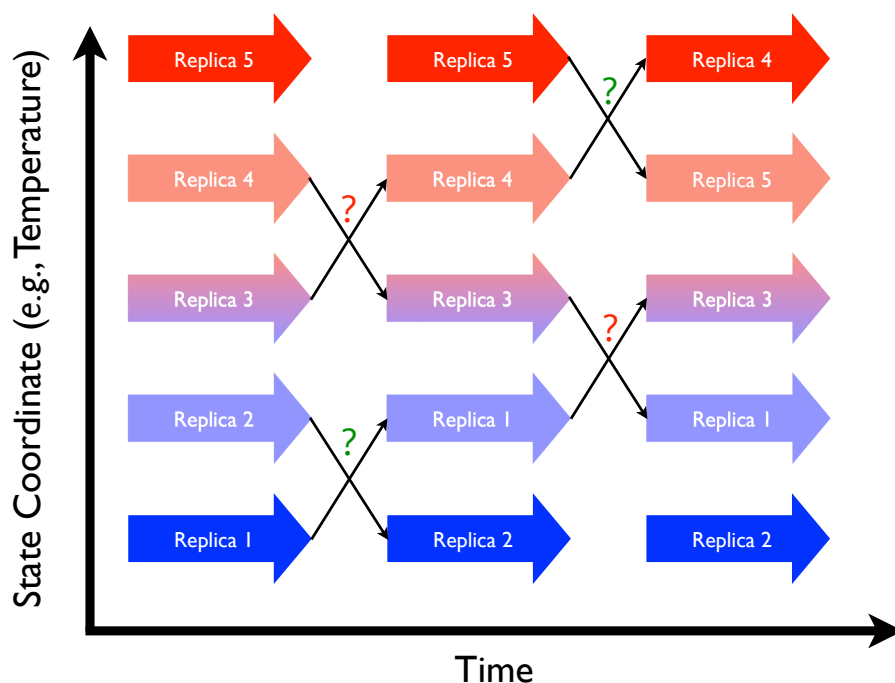 State Coordinate (e.g., Temperature)
Replica 5
Replica 5
Replica 4
?
Replica 4
Replica 4
Replica 5
?
Replica 3
Replica 3
Replica 3
?
Replica 2
Replica 1
Replica 1
?
Replica 1
Replica 2
Replica 2
Time